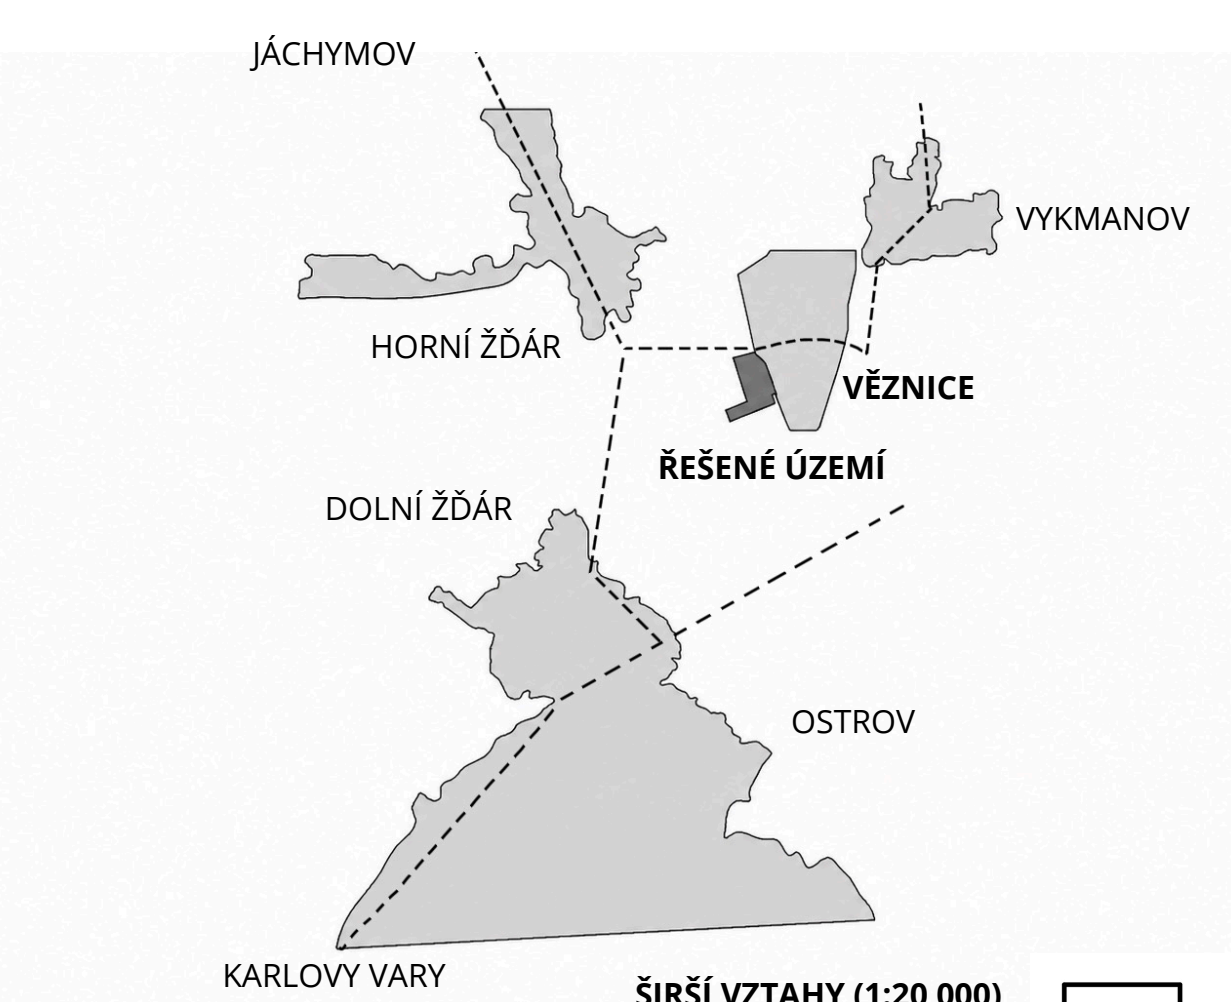 JÁCHYMOV
VYKMANOV
HORNÍ ŽĎÁR
VĚZNICE
ŘEŠENÉ ÚZEMÍ
DOLNÍ ŽĎÁR
OSTROV
KARLOVY VARY
ŠIRŠÍ VZTAHY (1:20 000)